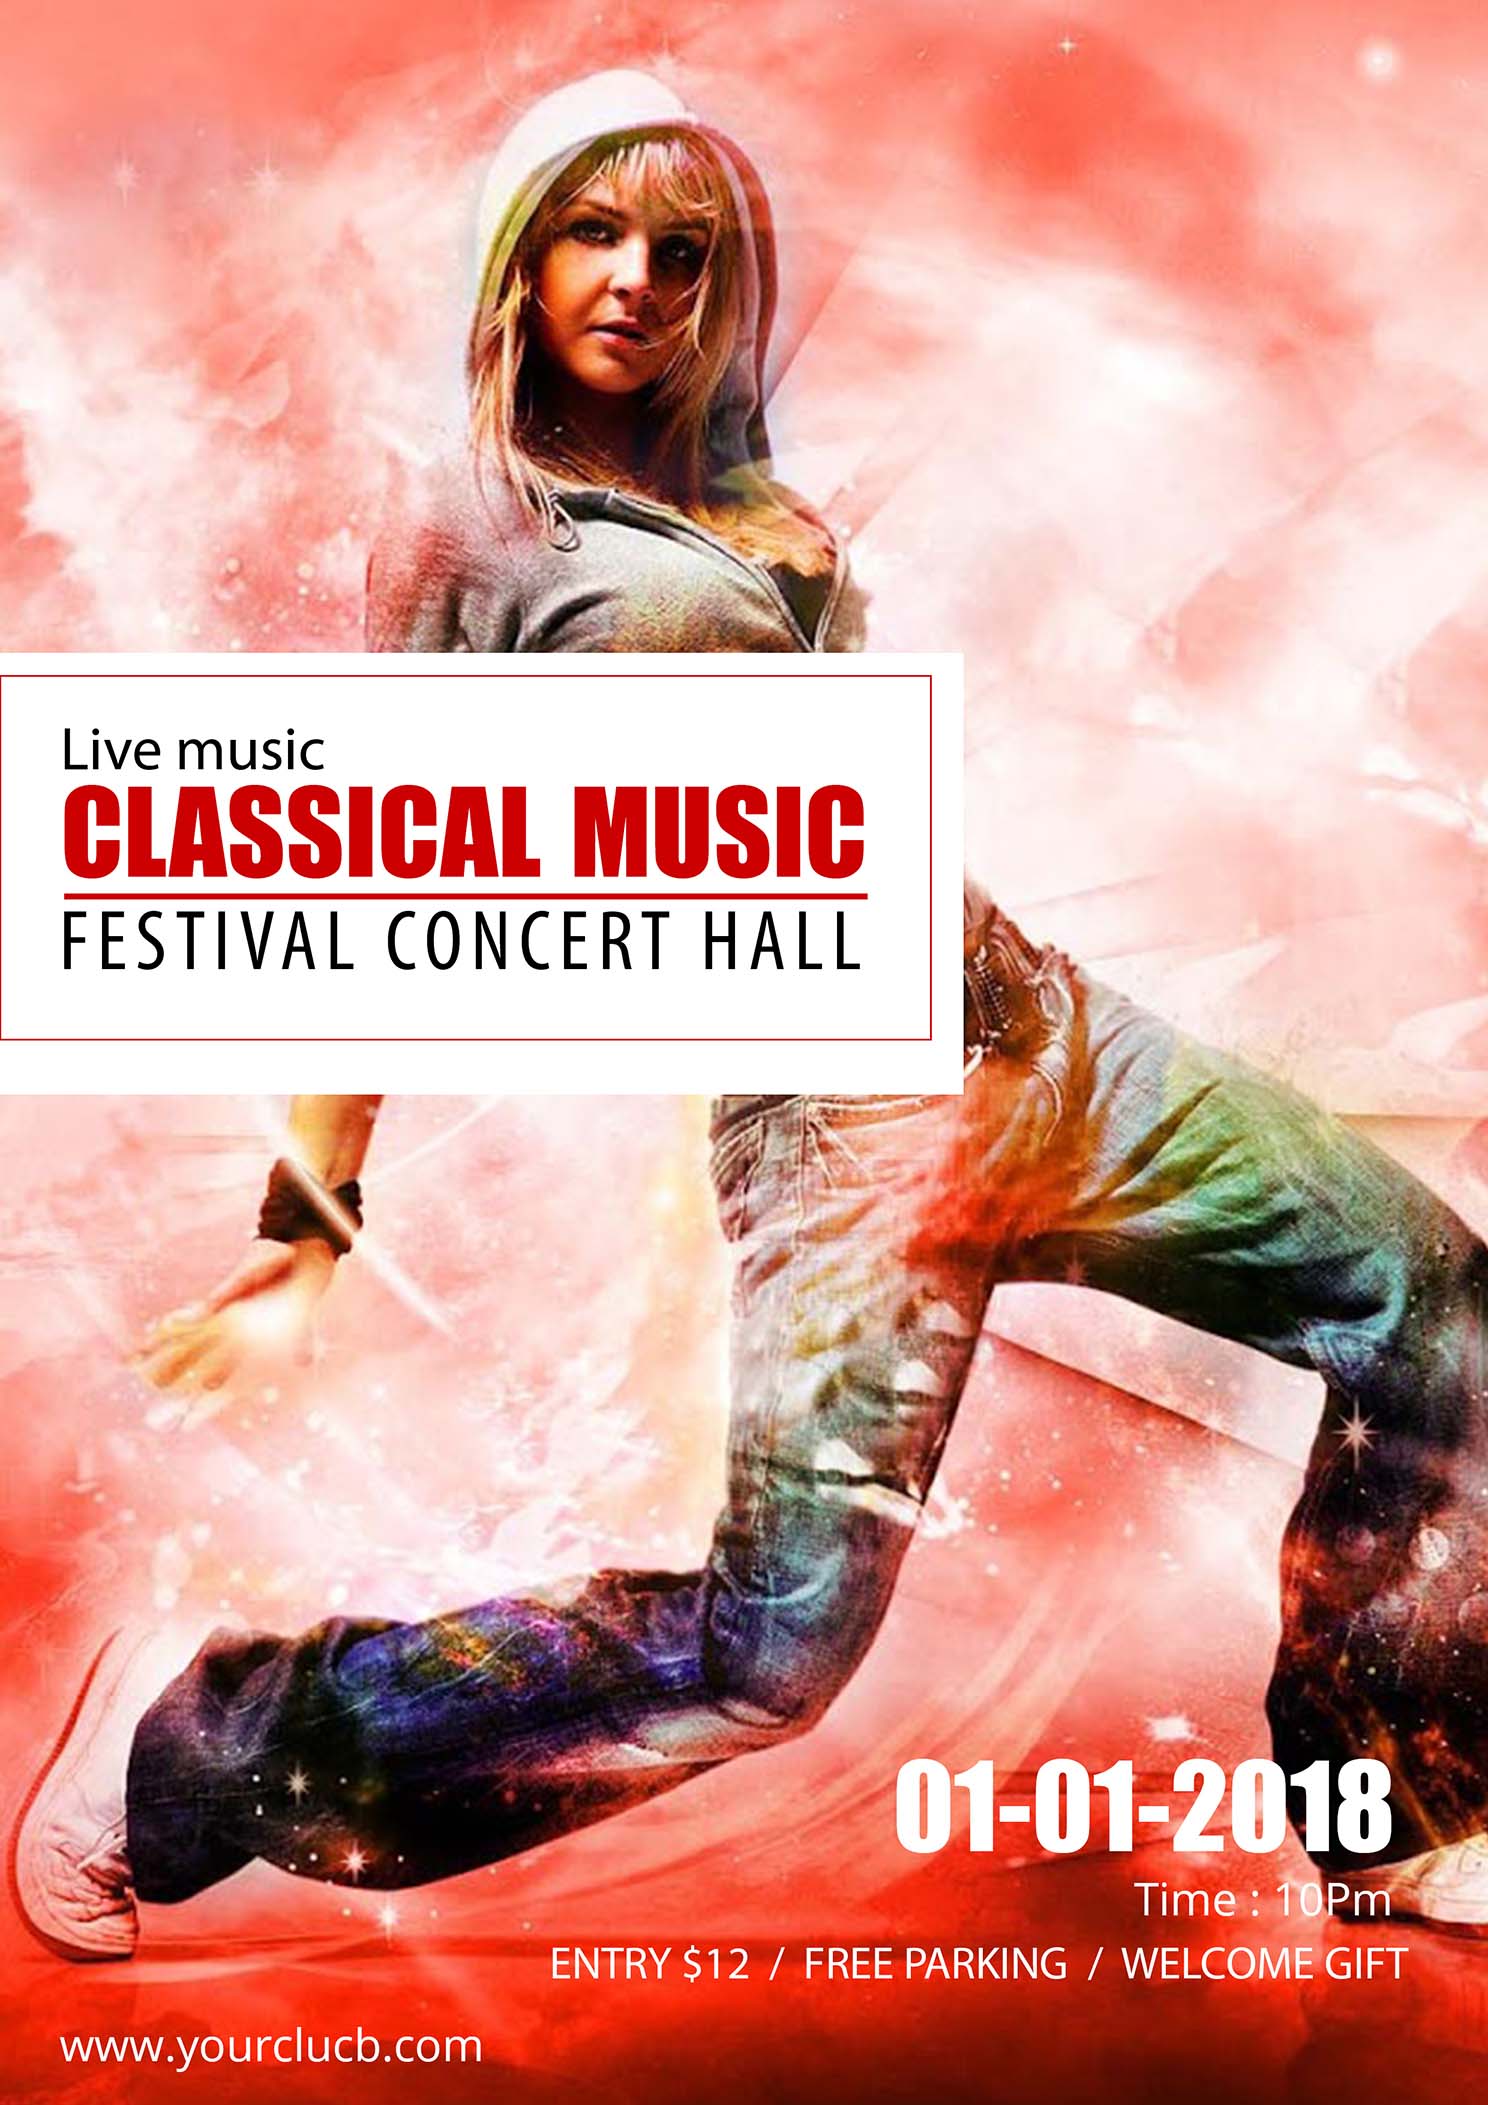 Live music
CLASSICAL MUSIC
FESTIVAL CONCERT HALL
01-01-2018
Time : 10Pm
ENTRY $12 / FREE PARKING / WELCOME GIFT
www.yourclucb.com